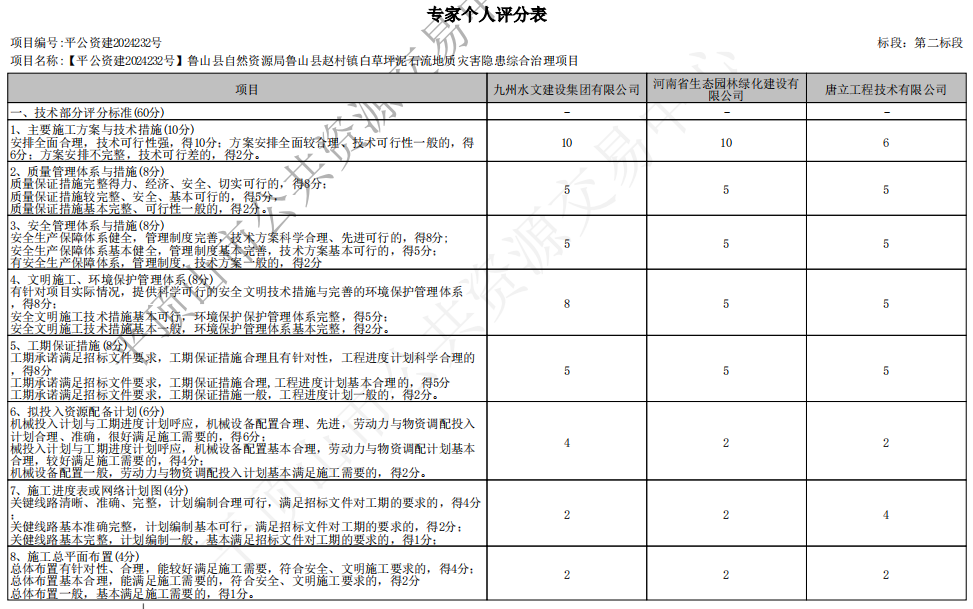 专家个人评分表
项目编号:平公资建2024232号
标段: 第二标段
项目名称:【平公资建2024232号】鲁山县自然资源局鲁山县赵村镇白草坪泥石流地质灾害隐患综合治理项目
项目 九州水文建设集团有限公司 河南省生态园林绿化建设有限公司 唐立工程技术有限公司
一、技术部分评分标准(60分) - - -
1、主要施工方案与技术措施(10分)
安排全面合理, 技术可行性强, 得10分; 方案安排全面较合理、技术可行性一般的, 得
6分; 方案安排不完整, 技术可行差的, 得2分。
10 10 6
2、质量管理体系与措施(8分)
质量保证措施完整得力、经济、安全、切实可行的, 得8分;
质量保证措施较完整、安全、基本可行的, 得5分,
质量保证措施基本完整、可行性一般的, 得2分。
5 5 5
3、安全管理体系与措施(8分)
安全生产保障体系健全, 管理制度完善, 技术方案科学合理、先进可行的, 得8分;
安全生产保障体系基本健全, 管理制度基本完善, 技术方案基本可行的, 得5分;
有安全生产保障体系, 管理制度, 技术方案一般的, 得2分
5 5 5
4、文明施工、环境保护管理体系(8分)
有针对项目实际情况, 提供科学可行的安全文明技术措施与完善的环境保护管理体系
, 得8分;
安全文明施工技术措施基本可行, 环境保护保护管理体系完整, 得5分;
安全文明施工技术措施基本一般, 环境保护管理体系基本完整, 得2分。
8 5 5
5、工期保证措施(8分)
工期承诺满足招标文件要求, 工期保证措施合理且有针对性, 工程进度计划科学合理的
, 得8分
工期承诺满足招标文件要求, 工期保证措施合理,工程进度计划基本合理的, 得5分
工期承诺满足招标文件要求, 工期保证措施一般, 工程进度计划一般的, 得2分。
5 5 5
6、拟投入资源配备计划(6分)
机械投入计划与工期进度计划呼应, 机械设备配置合理、先进, 劳动力与物资调配投入
计划合理、准确, 很好满足施工需要的, 得6分;
械投入计划与工期进度计划呼应, 机械设备配置基本合理, 劳动力与物资调配计划基本
合理, 较好满足施工需要的, 得4分;
机械设备配置一般, 劳动力与物资调配投入计划基本满足施工需要的, 得2分。
4 2 2
7、施工进度表或网络计划图(4分)
关键线路清晰、准确、完整, 计划编制合理可行, 满足招标文件对工期的要求的, 得4分
;
关健线路基本准确完整, 计划编制基本可行, 满足招标文件对工期的要求的, 得2分;
关健线路基本完整, 计划编制一般, 基本满足招标文件对工期的要求的, 得1分;
2 2 4
8、施工总平面布置(4分)
总体布置有针对性、合理, 能较好满足施工需要, 符合安全、文明施工要求的, 得4分;
总体布置基本合理, 能满足施工需要的, 符合安全、文明施工要求的, 得2分
总体布置一般, 基本满足施工需要的, 得1分。
2 2 2
平顶山市公共资源交易中
平顶山市公共资源交易中心